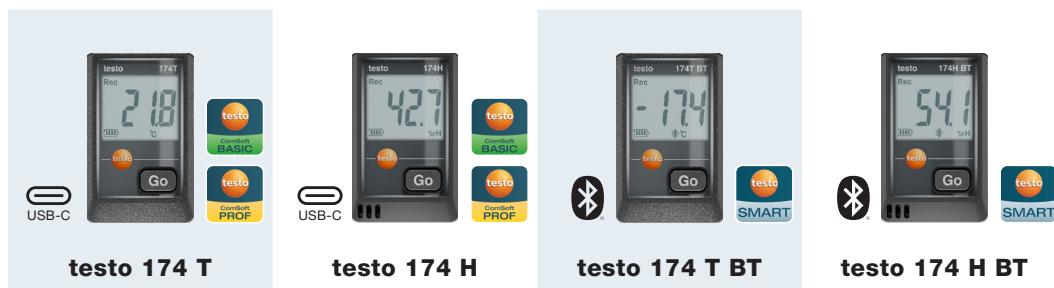 testo 174T
Rec
21.8
°C
testo
Go
USB-C
testo
ComSoft
BASIC
testo
ComSoft
PROF
testo 174 T
testo 174H
Rec
42.7
%rH
testo
Go
USB-C
testo
ComSoft
BASIC
testo
ComSoft
PROF
testo 174 H
testo 174T BT
Rec
-17.4
°C
testo
Go
testo
SMART
testo 174 T BT
testo 174H BT
Rec
54.1
%rH
testo
Go
testo
SMART
testo 174 H BT